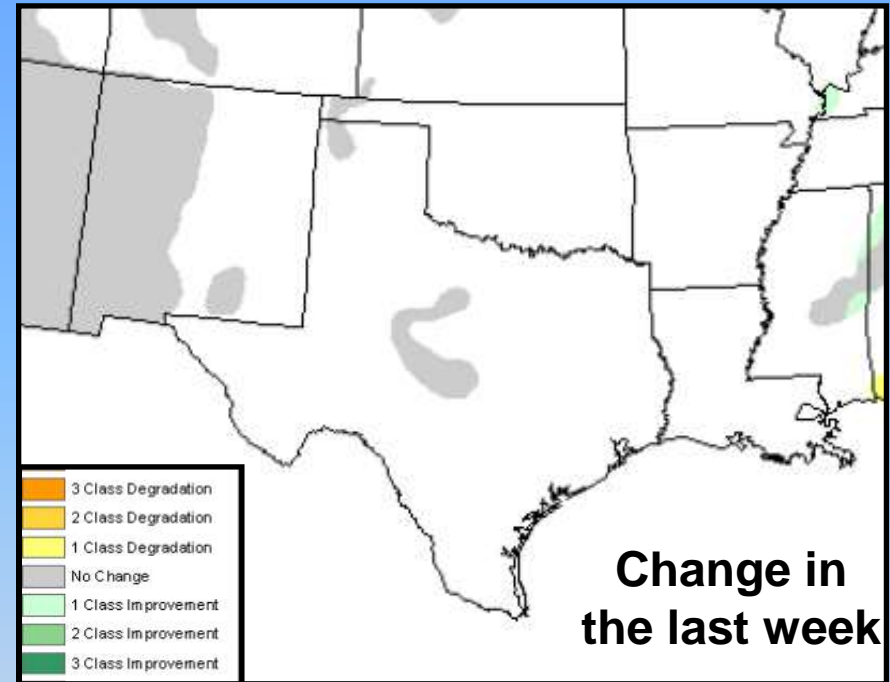 3 Class Degradation
2 Class Degradation
1 Class Degradation
No Change
1 Class Improvement
2 Class Improvement
3 Class Improvement
Change in
the last week